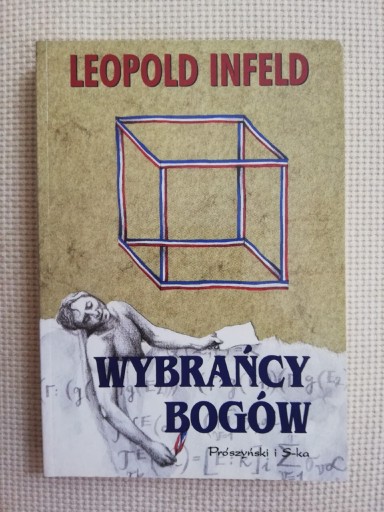 LEOPOLD INFELD
WYBRAŃCY
BOGÓW
Prószyński i S-ka